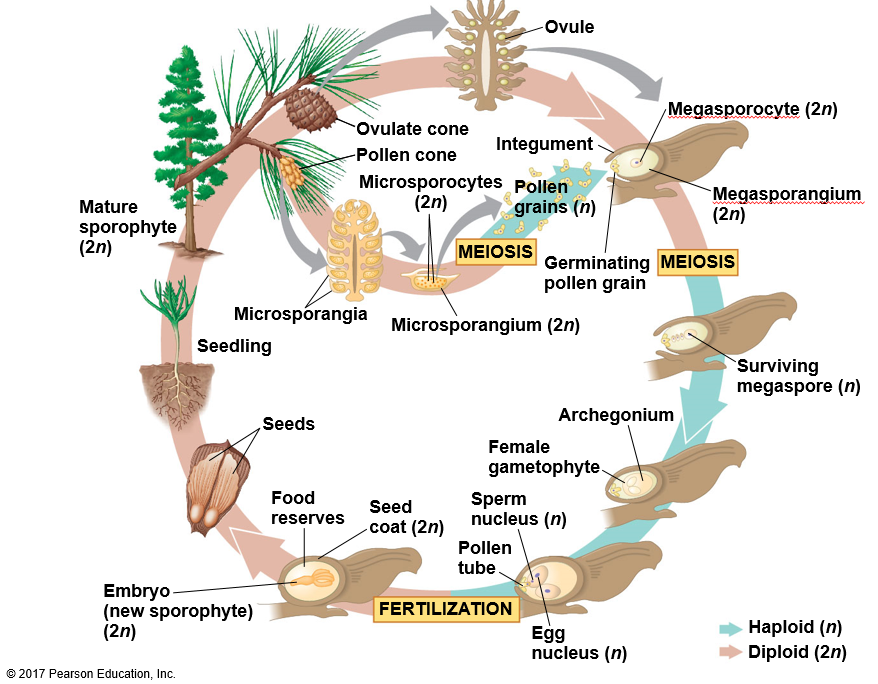 Ovule
Megasporocyte (2n)
Ovulate cone
Integument
Pollen cone
Microsporocytes
(2n)
Pollen
grains (n)
Megasporangium
(2n)
Mature
sporophyte
(2n)
MEIOSIS
Germinating
pollen grain
MEIOSIS
Microsporangia
Microsporangium (2n)
Seedling
Surviving
megaspore (n)
Archegonium
Seeds
Female
gametophyte
Food
reserves
Seed
coat (2n)
Sperm
nucleus (n)
Pollen
tube
Embryo
(new sporophyte)
(2n)
FERTILIZATION
Egg
nucleus (n)
Haploid (n)
Diploid (2n)
© 2017 Pearson Education, Inc.